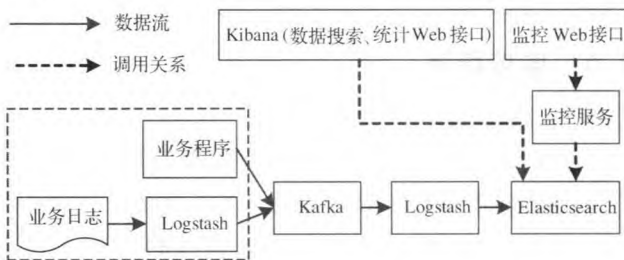 数据流
调用关系
Kibana (数据搜索、统计Web接口)
监控Web接口
监控服务
业务程序
业务日志
Logstash
Kafka
Logstash
Elasticsearch